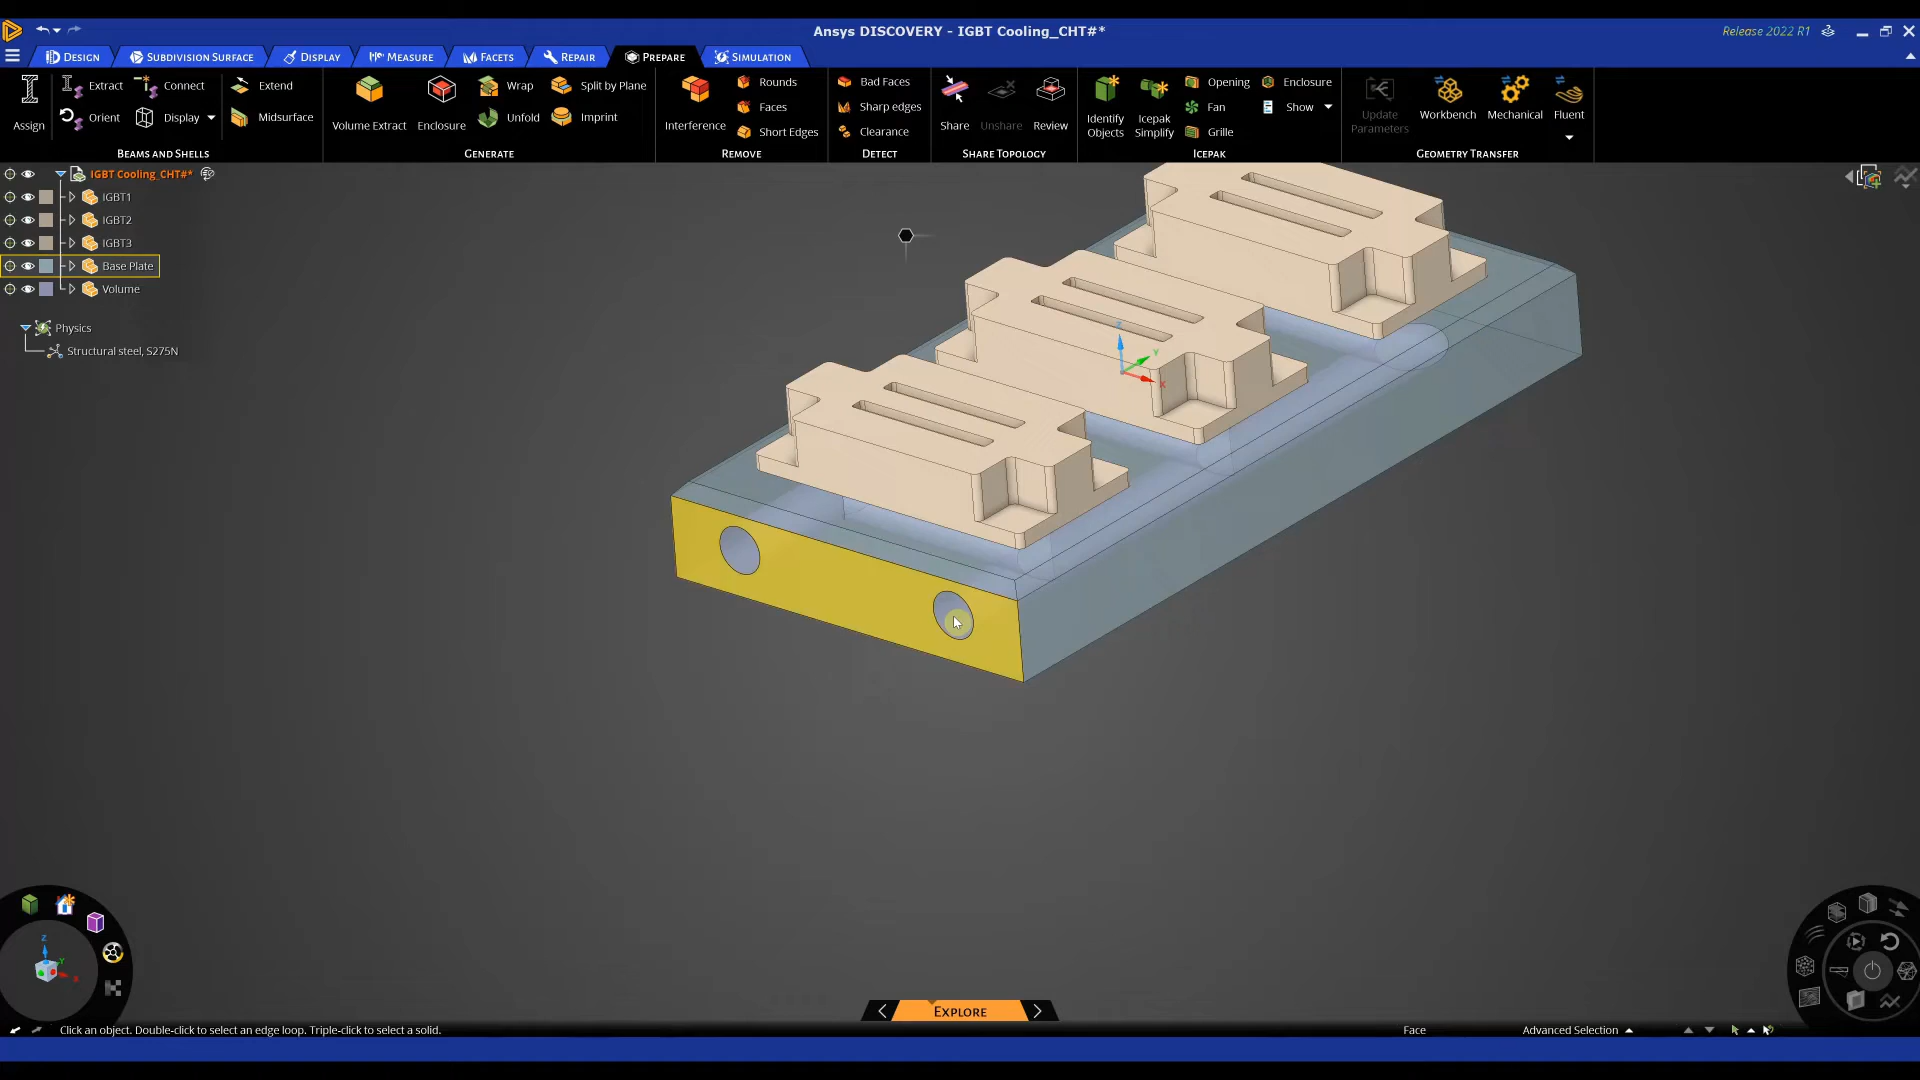 Ansys DISCOVERY - IGBT Cooling_CHT#*
Release 2022 R1
DESIGN
SUBDIVISION SURFACE
DISPLAY
MEASURE
FACETS
REPAIR
PREPARE
SIMULATION
Assign
Extract
Connect
Orient
Display
Extend
Midsurface
BEAMS AND SHELLS
Volume Extract
Enclosure
Wrap
Unfold
Split by Plane
Imprint
GENERATE
Interference
Rounds
Faces
Short Edges
REMOVE
Bad Faces
Sharp edges
Clearance
DETECT
Share
Unshare
Review
SHARE TOPOLOGY
Identify
Objects
Icepak
Simplify
Opening
Fan
Grille
Enclosure
Show
ICEPAK
Update
Parameters
Workbench
Mechanical
Fluent
GEOMETRY TRANSFER
IGBT Cooling_CHT#*
IGBT1
IGBT2
IGBT3
Base Plate
Volume
Physics
Structural steel, S275N
Z
Y
X
Z
Y
X
EXPLORE
Click an object. Double-click to select an edge loop. Triple-click to select a solid.
Face
Advanced Selection